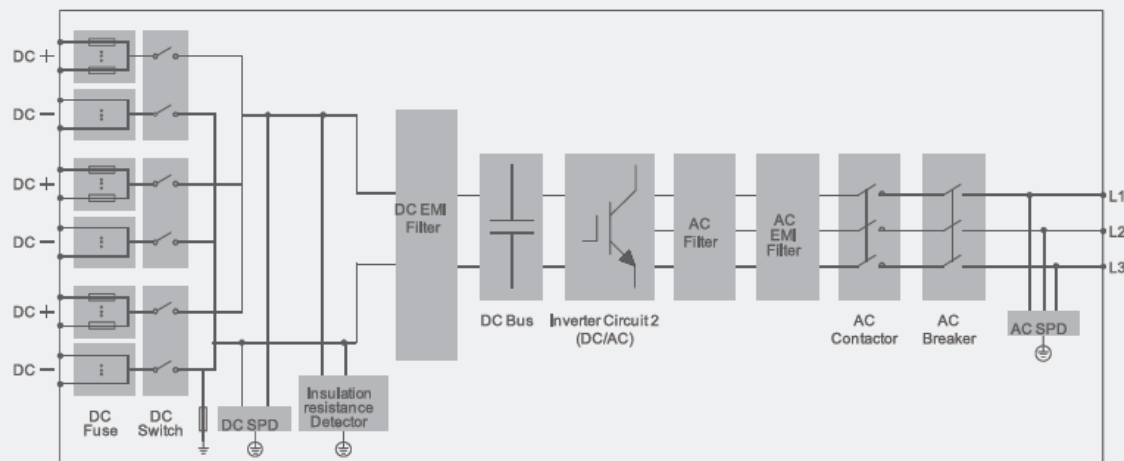 DC +
DC −
DC +
DC −
DC +
DC −
DC
Fuse
DC
Switch
DC SPD
Insulation
resistance
Detector
DC EMI
Filter
DC Bus
Inverter Circuit 2
(DC/AC)
AC
Filter
AC
EMI
Filter
AC
Contactor
AC
Breaker
AC SPD
L1
L2
L3